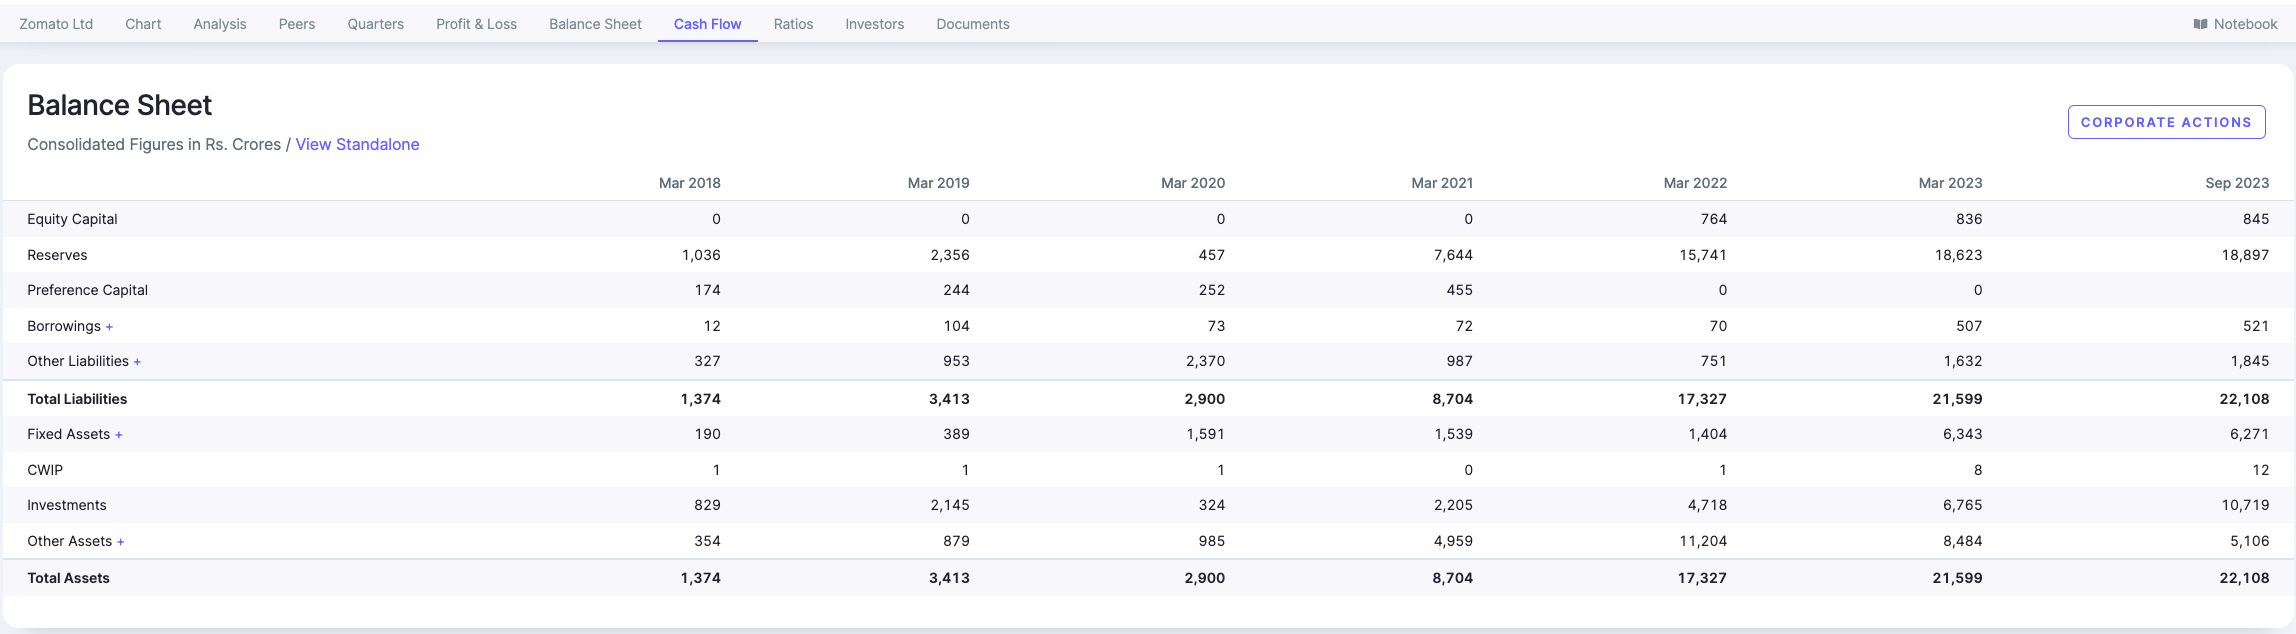 Zomato Ltd Chart Analysis Peers Quarters Profit & Loss Balance Sheet Cash Flow Ratios Investors Documents Notebook
Balance Sheet
CORPORATE ACTIONS
Consolidated Figures in Rs. Crores / View Standalone
Mar 2018 Mar 2019 Mar 2020 Mar 2021 Mar 2022 Mar 2023 Sep 2023
Equity Capital 0 0 0 0 764 836 845
Reserves 1,036 2,356 457 7,644 15,741 18,623 18,897
Preference Capital 174 244 252 455 0 0
Borrowings + 12 104 73 72 70 507 521
Other Liabilities + 327 953 2,370 987 751 1,632 1,845
Total Liabilities 1,374 3,413 2,900 8,704 17,327 21,599 22,108
Fixed Assets + 190 389 1,591 1,539 1,404 6,343 6,271
CWIP 1 1 1 0 1 8 12
Investments 829 2,145 324 2,205 4,718 6,765 10,719
Other Assets + 354 879 985 4,959 11,204 8,484 5,106
Total Assets 1,374 3,413 2,900 8,704 17,327 21,599 22,108